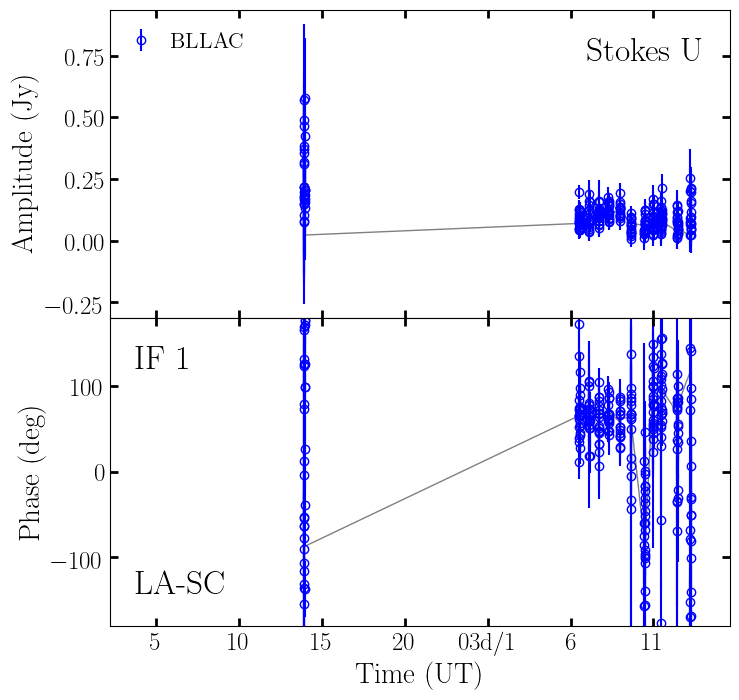 BLLAC
Stokes U
Amplitude (Jy)
0.75
0.50
0.25
0.00
−0.25
IF 1
LA-SC
Phase (deg)
100
0
−100
5 10 15 20 03d/1 6 11
Time (UT)